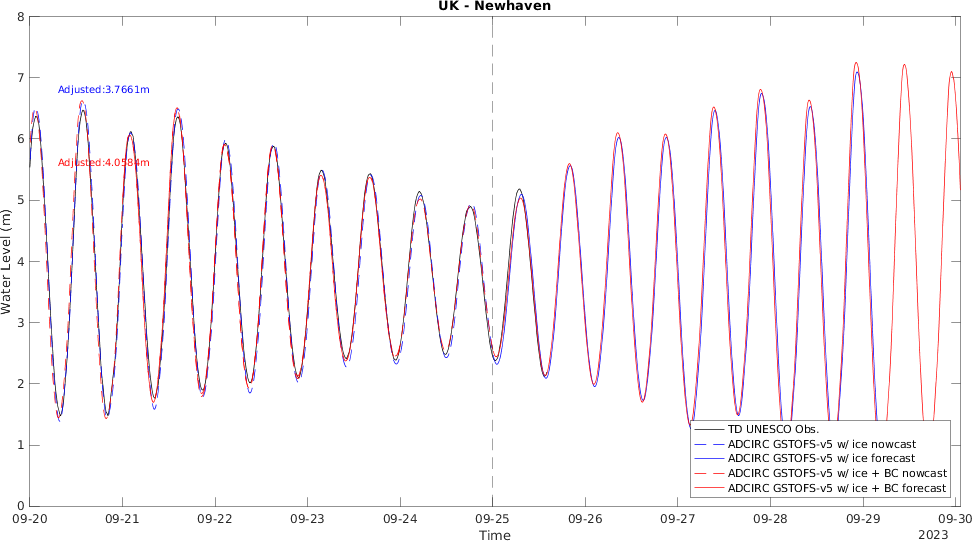 UK - Newhaven
8
7
6
5
4
3
2
1
0
Water Level (m)
Adjusted:3.7661m
Adjusted:4.0584m
TD UNESCO Obs.
ADCIRC GSTOFS-v5 w/ ice nowcast
ADCIRC GSTOFS-v5 w/ ice forecast
ADCIRC GSTOFS-v5 w/ ice + BC nowcast
ADCIRC GSTOFS-v5 w/ ice + BC forecast
09-20 09-21 09-22 09-23 09-24 09-25 09-26 09-27 09-28 09-29 09-30
Time
2023